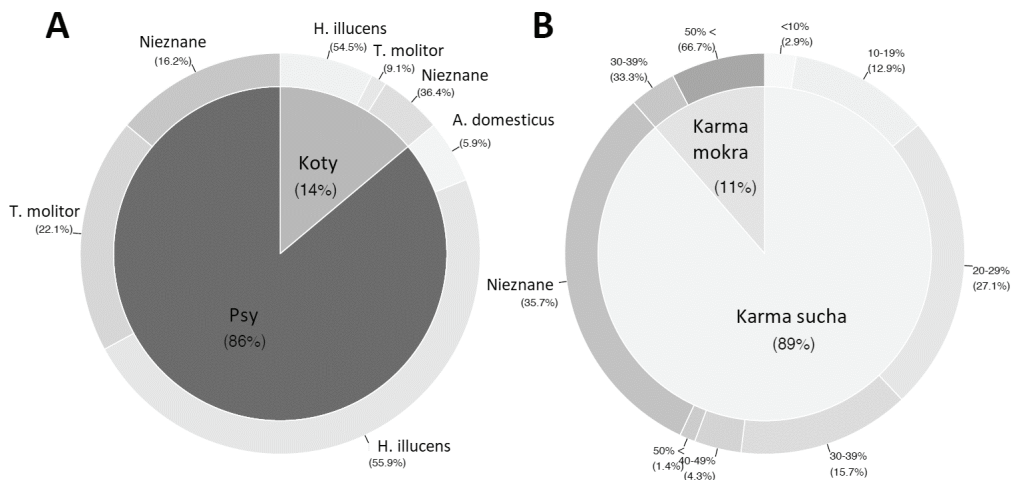 A
Nieznane
(16.2%)
H. illucens
(54.5%)
T. molitor
(9.1%)
Nieznane
(36.4%)
A. domesticus
(5.9%)
Koty
(14%)
T. molitor
(22.1%)
Psy
(86%)
H. illucens
(55.9%)
B
50% <
(66.7%)
<10%
(2.9%)
10-19%
(12.9%)
30-39%
(33.3%)
Karma
mokra
(11%)
20-29%
(27.1%)
Nieznane
(35.7%)
Karma sucha
(89%)
50% <
(1.4%)
40-49%
(4.3%)
30-39%
(15.7%)